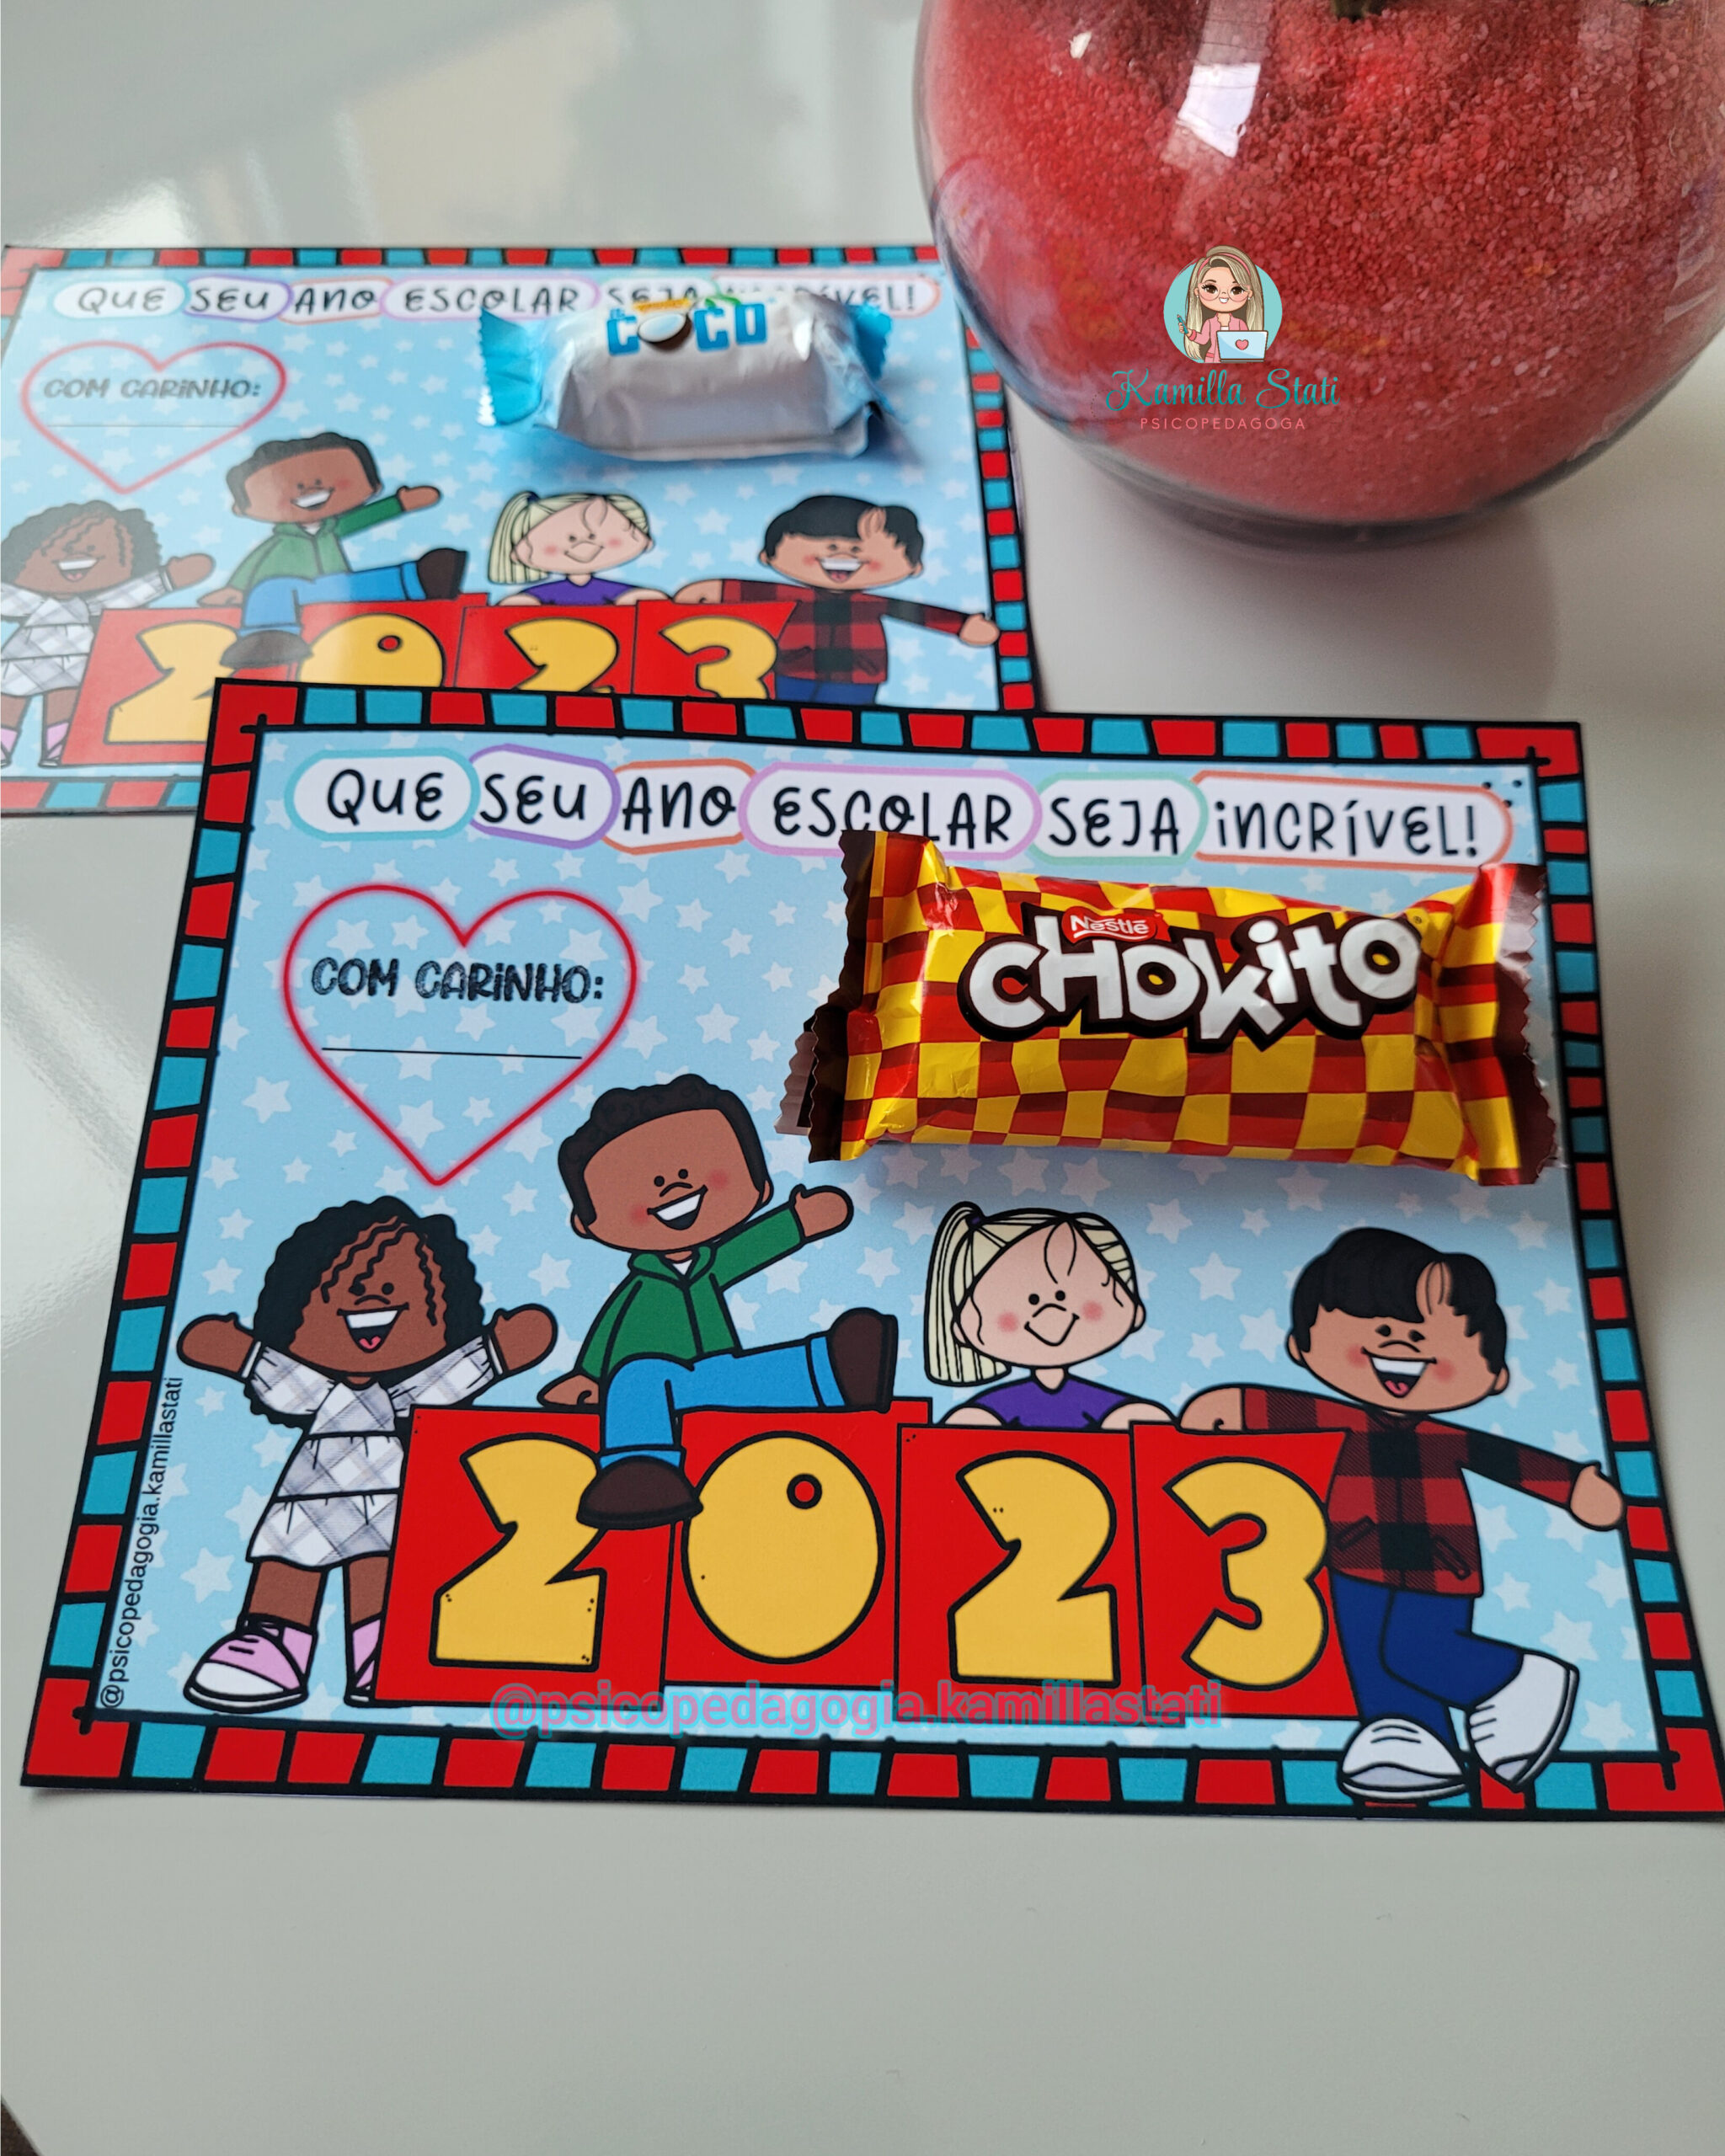 QUE SEU ANO ESCOLAR SEJA
COCO
COM CARINHO:
2023
Kamilla Stati
PSICOPEDAGOGA
QUE SEU ANO ESCOLAR SEJA INCRÍVEL!
COM CARINHO:
Nestlé
CHOKITO
2023
@psicopedagogia.kamillastati
@psicopedagogia.kamillastati